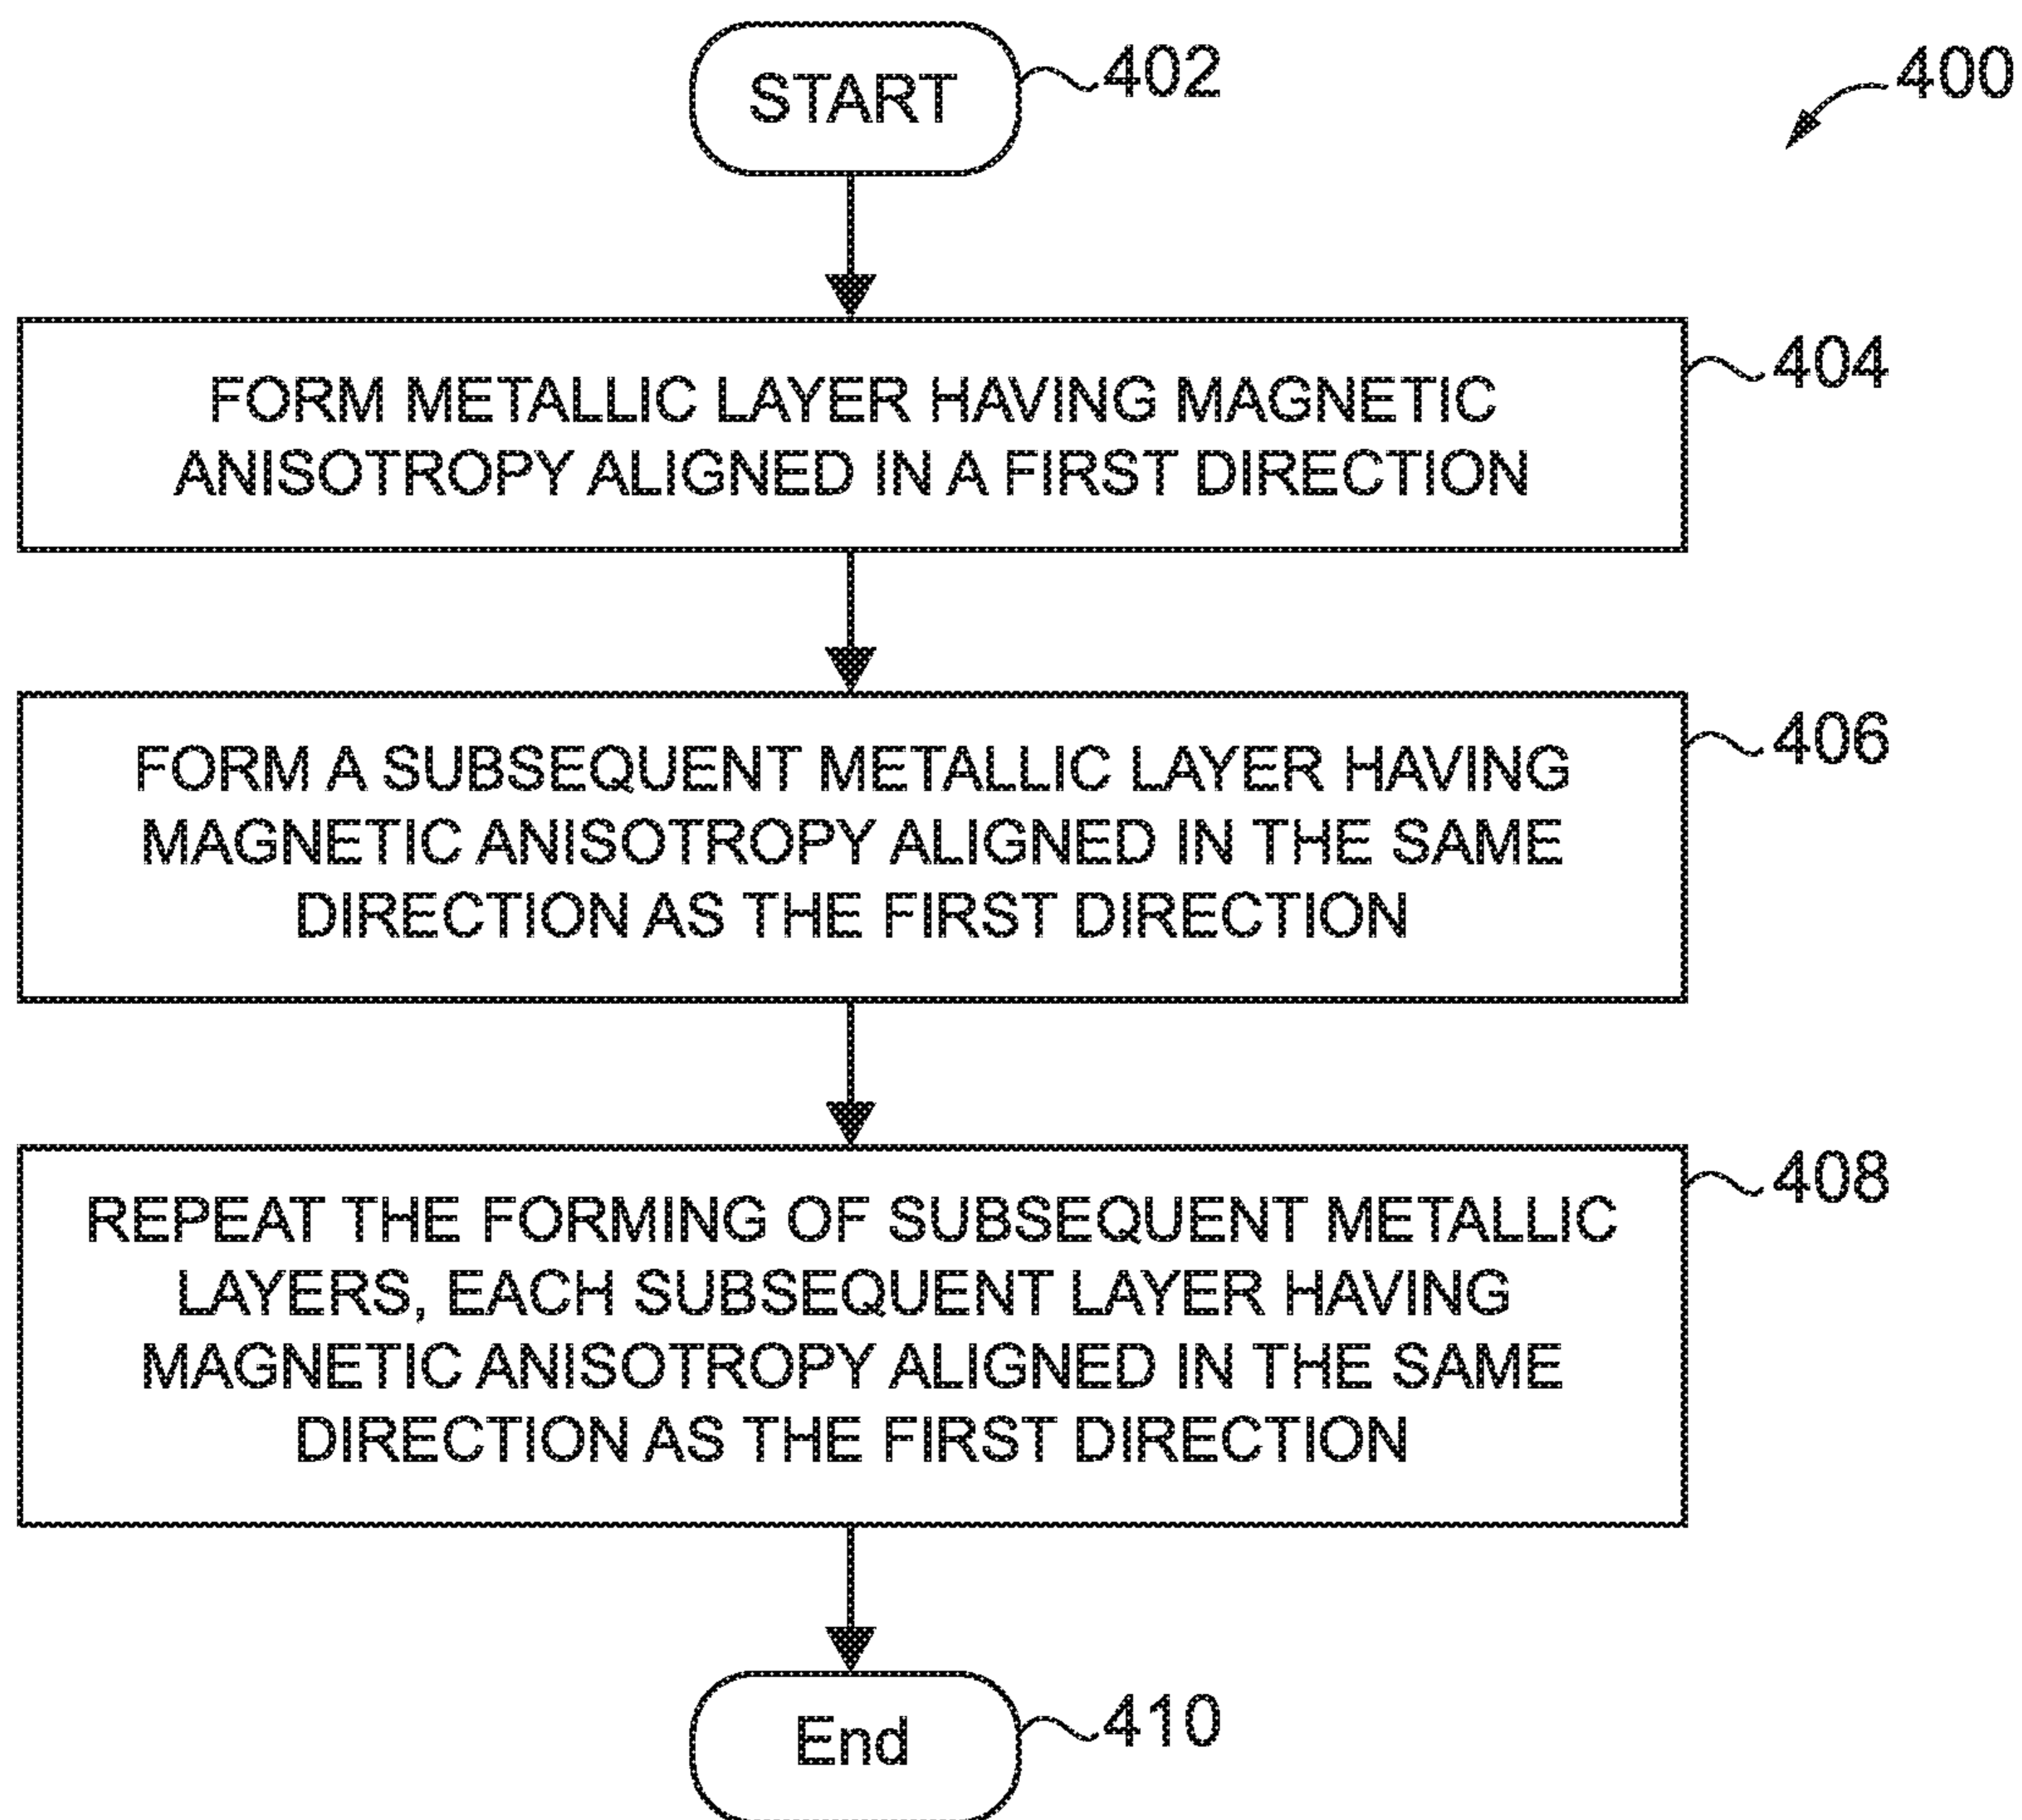 START
402
400
FORM METALLIC LAYER HAVING MAGNETIC
ANISOTROPY ALIGNED IN A FIRST DIRECTION
404
FORM A SUBSEQUENT METALLIC LAYER HAVING
MAGNETIC ANISOTROPY ALIGNED IN THE SAME
DIRECTION AS THE FIRST DIRECTION
406
REPEAT THE FORMING OF SUBSEQUENT METALLIC
LAYERS, EACH SUBSEQUENT LAYER HAVING
MAGNETIC ANISOTROPY ALIGNED IN THE SAME
DIRECTION AS THE FIRST DIRECTION
408
End
410